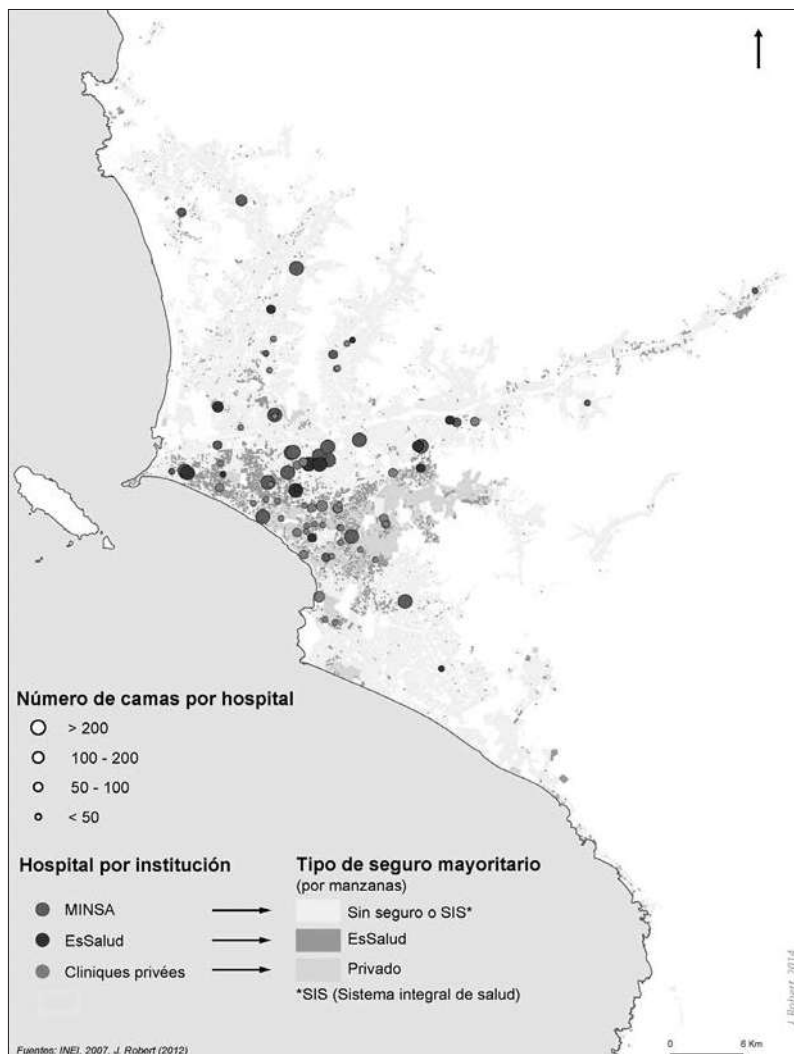 Número de camas por hospital
> 200
100 - 200
50 - 100
< 50
Hospital por institución
MINSA
EsSalud
Cliniques privées
Tipo de seguro mayoritario
(por manzanas)
Sin seguro o SIS*
EsSalud
Privado
*SIS (Sistema integral de salud)
J. Robert, 2014
Fuentes: INEI, 2007, J. Robert (2012)
0 6 Km